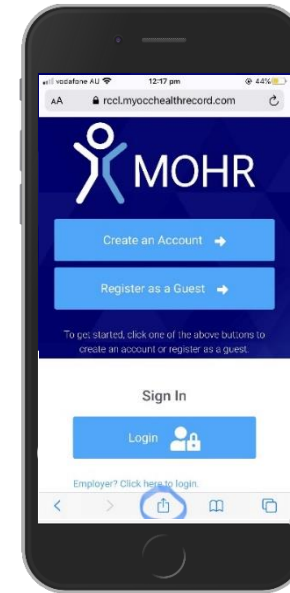 vodafone AU 12:17 pm 44%
AA rccl.myocchealthrecord.com
MOHR
Create an Account
Register as a Guest
To get started, click one of the above buttons to
create an account or register as a guest.
Sign In
Login
Employer? Click here to login.